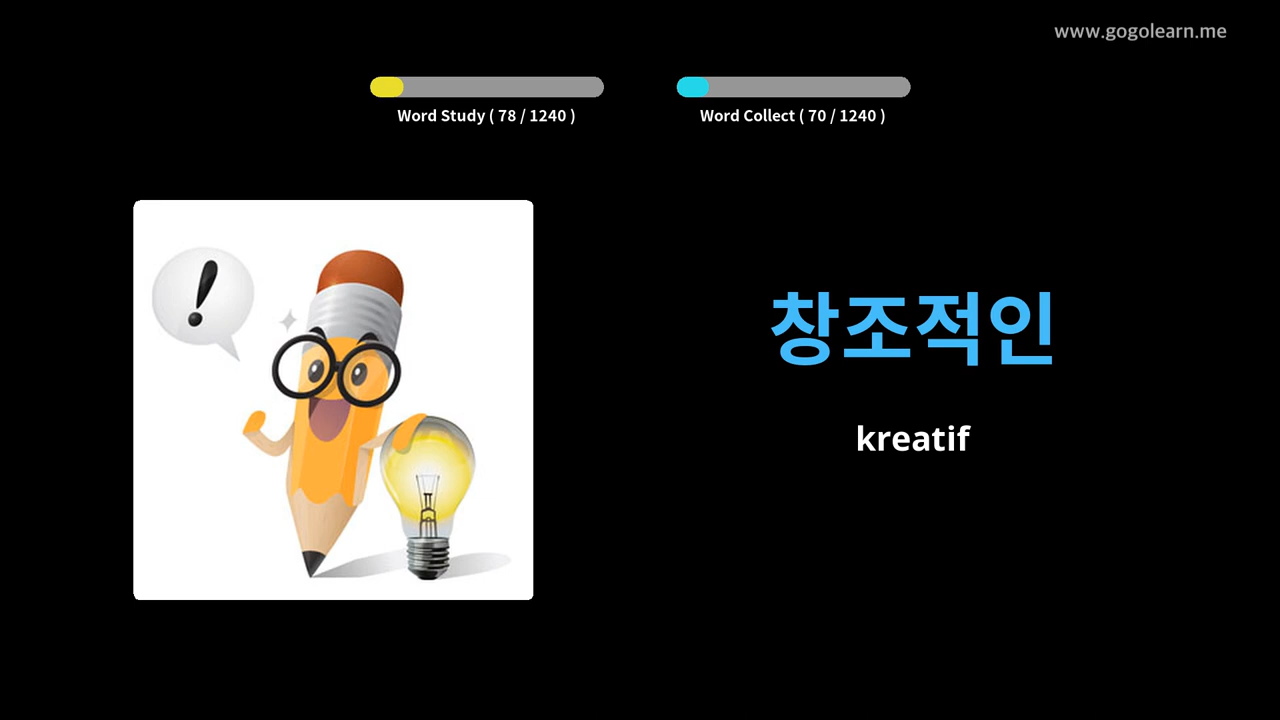 www.gogolearn.me
Word Study ( 78 / 1240 )
Word Collect ( 70 / 1240 )
!
창조적인
kreatif